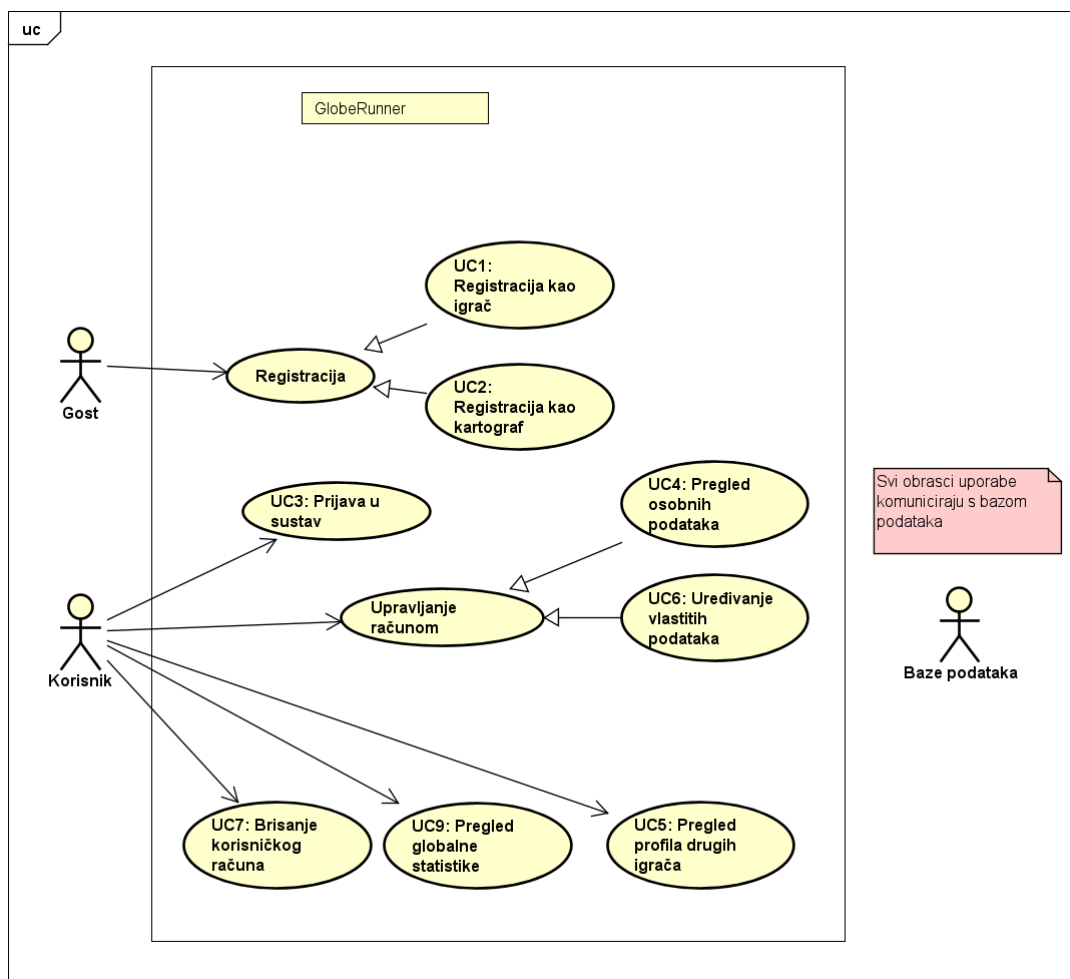 uc
GlobeRunner
UC1:
Registracija kao
igrač
Registracija
Gost
UC2:
Registracija kao
kartograf
UC3: Prijava u
sustav
UC4: Pregled
osobnih
podataka
Svi obrasci uporabe
komuniciraju s bazom
podataka
Upravljanje
računom
UC6: Uređivanje
vlastitih
podataka
Korisnik
Baze podataka
UC7: Brisanje
korisničkog
računa
UC9: Pregled
globalne
statistike
UC5: Pregled
profila drugih
igrača